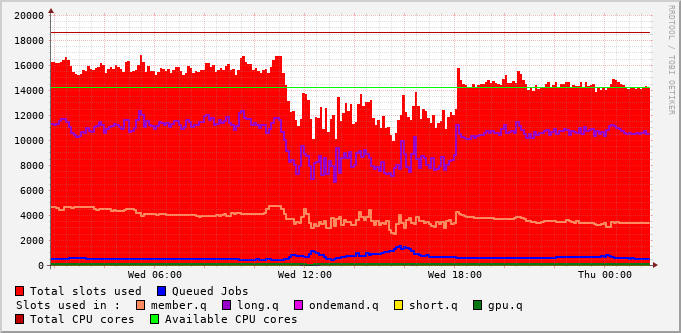 20000
18000
16000
14000
12000
10000
8000
6000
4000
2000
0
Wed 06:00 Wed 12:00 Wed 18:00 Thu 00:00
RRDTOOL / TOBI OETIKER
Total slots used Queued Jobs
Slots used in : member.q long.q ondemand.q short.q gpu.q
Total CPU cores Available CPU cores